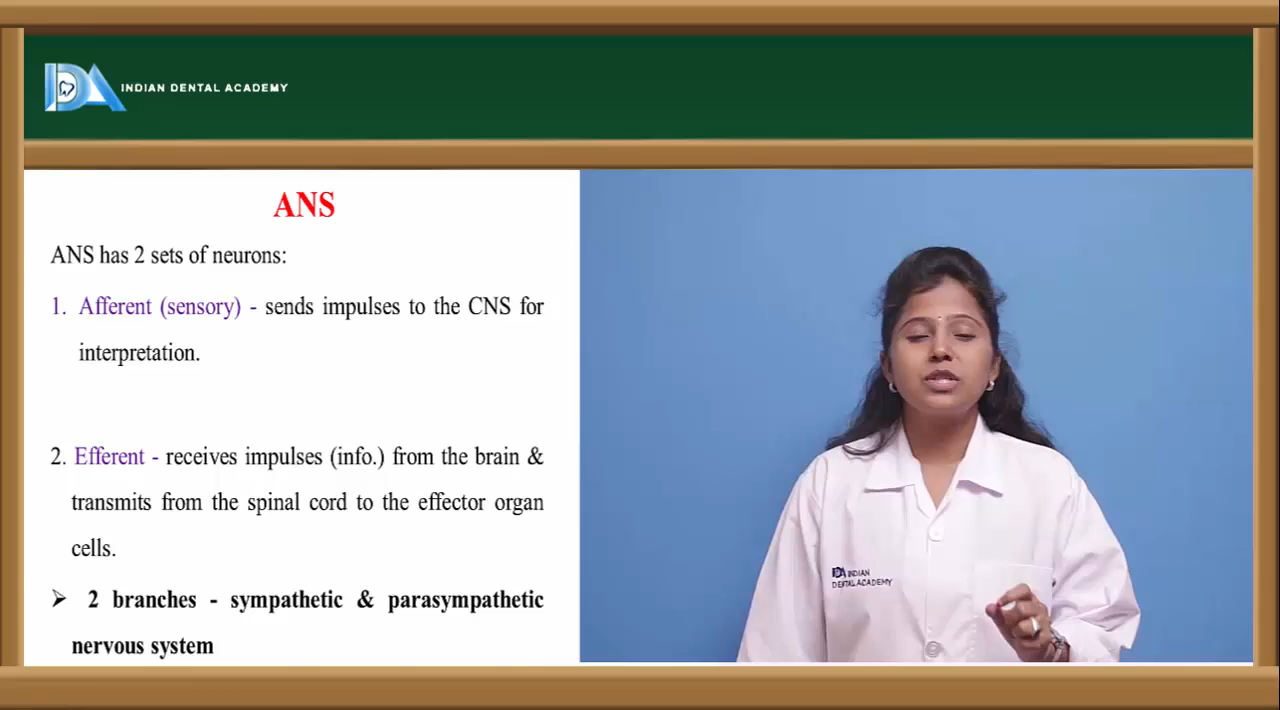 INDIAN DENTAL ACADEMY
ANS
ANS has 2 sets of neurons:
1. Afferent (sensory) - sends impulses to the CNS for
interpretation.
2. Efferent - receives impulses (info.) from the brain &
transmits from the spinal cord to the effector organ
cells.
➢ 2 branches - sympathetic & parasympathetic
nervous system
IDA INDIAN
DENTAL ACADEMY